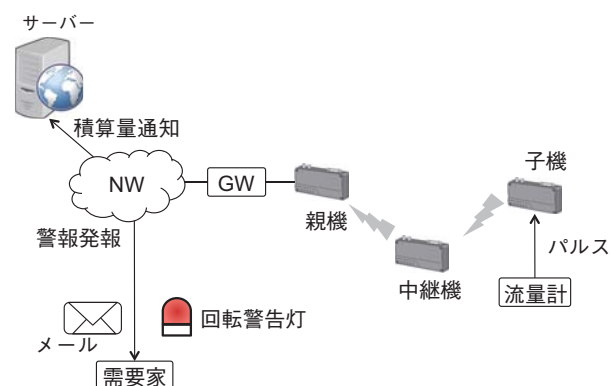 サーバー
積算量通知
NW
GW
親機
子機
中継機
パルス
流量計
警報発報
メール
回転警告灯
需要家